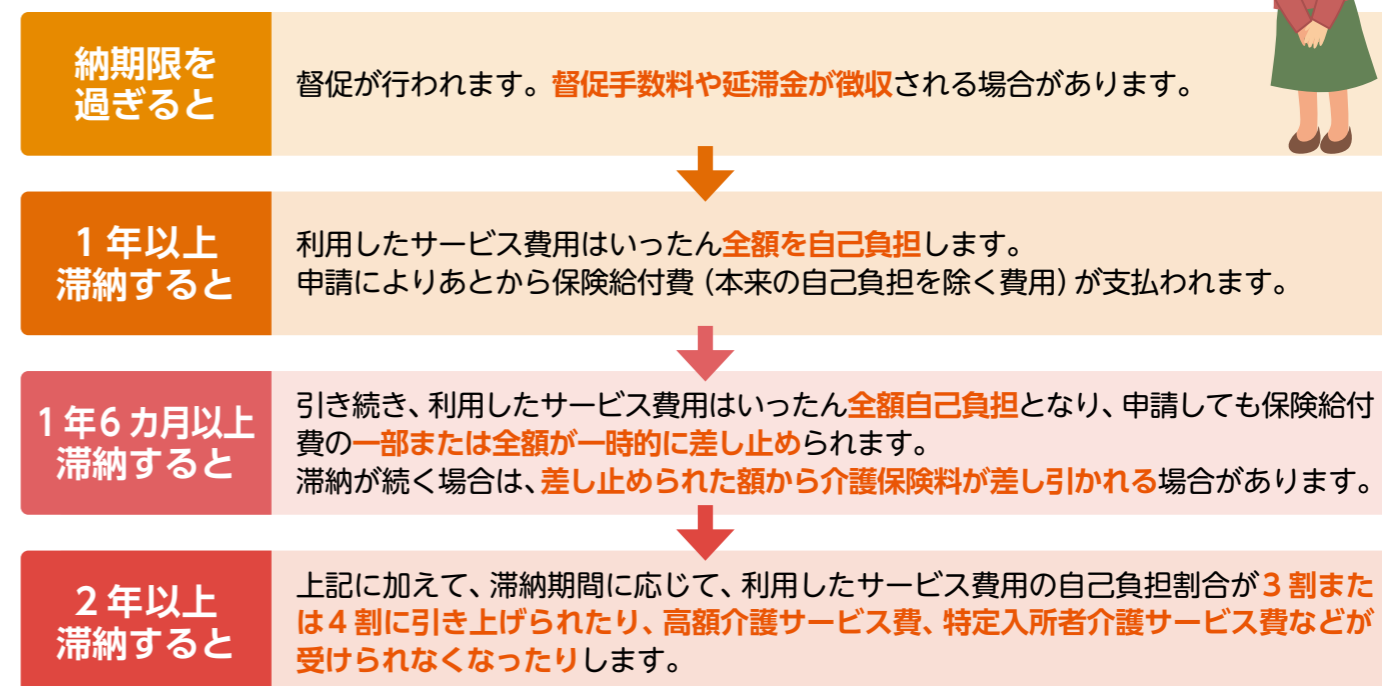 納期限を
過ぎると
督促が行われます。督促手数料や延滞金が徴収される場合があります。
1年以上
滞納すると
利用したサービス費用はいったん全額を自己負担します。
申請によりあとから保険給付費（本来の自己負担を除く費用）が支払われます。
1年6カ月以上
滞納すると
引き続き、利用したサービス費用はいったん全額自己負担となり、申請しても保険給付
費の一部または全額が一時的に差し止められます。
滞納が続く場合は、差し止められた額から介護保険料が差し引かれる場合があります。
2年以上
滞納すると
上記に加えて、滞納期間に応じて、利用したサービス費用の自己負担割合が3割また
は4割に引き上げられたり、高額介護サービス費、特定入所者介護サービス費などが
受けられなくなったりします。